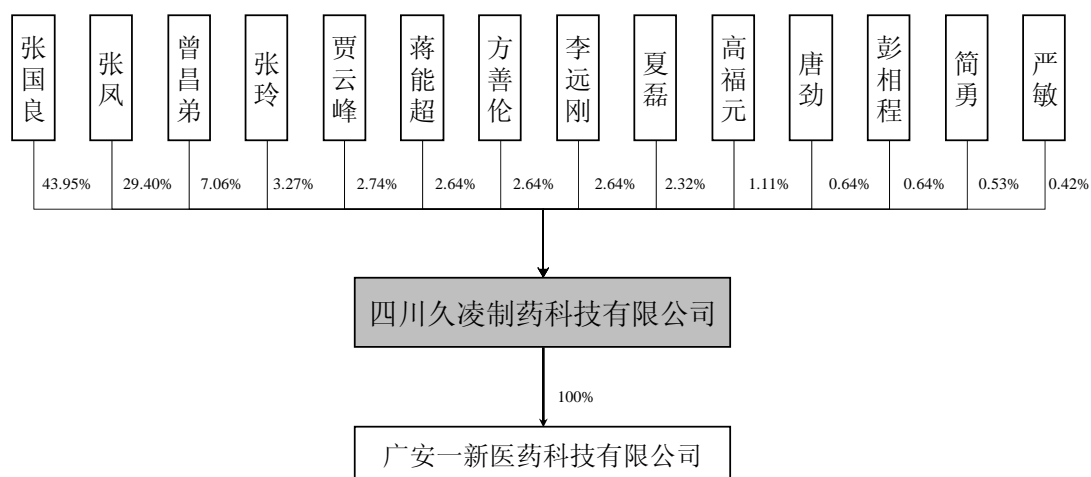 张国良
张凤
曾昌弟
张玲
贾云峰
蒋能超
方善伦
李远刚
夏磊
高福元
唐劲
彭相程
简勇
严敏
43.95%
29.40%
7.06%
3.27%
2.74%
2.64%
2.64%
2.64%
2.32%
1.11%
0.64%
0.64%
0.53%
0.42%
四川久凌制药科技有限公司
100%
广安一新医药科技有限公司